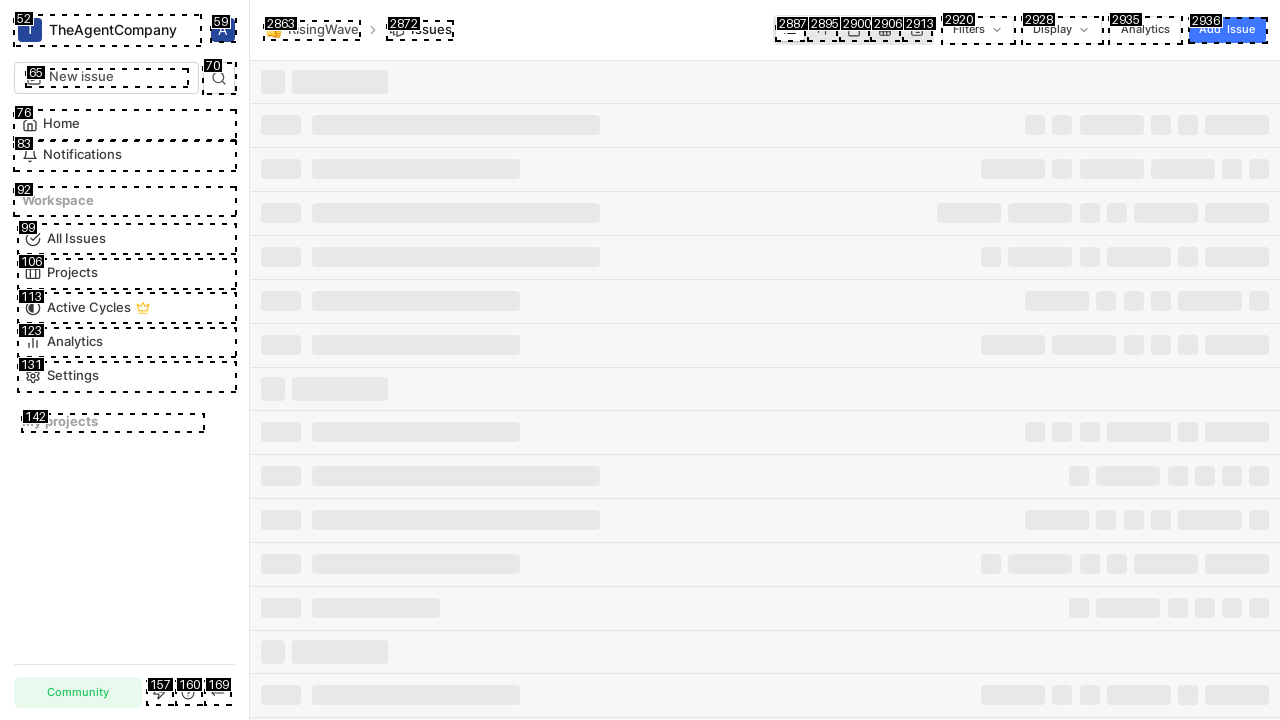 52
T
TheAgentCompany
59
A
65
New issue
70
76
Home
83
Notifications
92
Workspace
99
All Issues
106
Projects
113
Active Cycles
123
Analytics
131
Settings
142
My projects
Community
157
160
169
2863
RisingWave
2872
Issues
2887
2895
2900
2906
2913
2920
Filters
2928
Display
2935
Analytics
2936
Add Issue